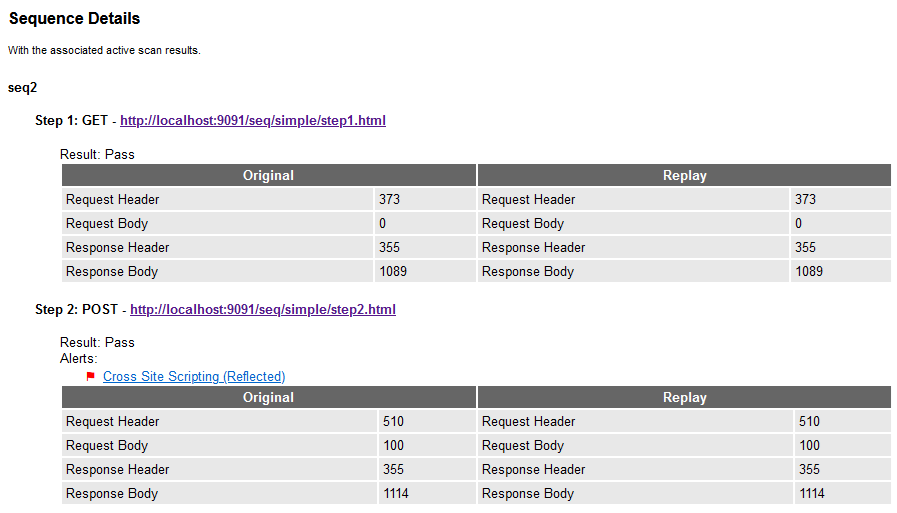 Sequence Details
With the associated active scan results.
seq2
Step 1: GET - http://localhost:9091/seq/simple/step1.html
Result: Pass
Original Replay
Request Header 373 Request Header 373
Request Body 0 Request Body 0
Response Header 355 Response Header 355
Response Body 1089 Response Body 1089
Step 2: POST - http://localhost:9091/seq/simple/step2.html
Result: Pass
Alerts:
Cross Site Scripting (Reflected)
Original Replay
Request Header 510 Request Header 510
Request Body 100 Request Body 100
Response Header 355 Response Header 355
Response Body 1114 Response Body 1114